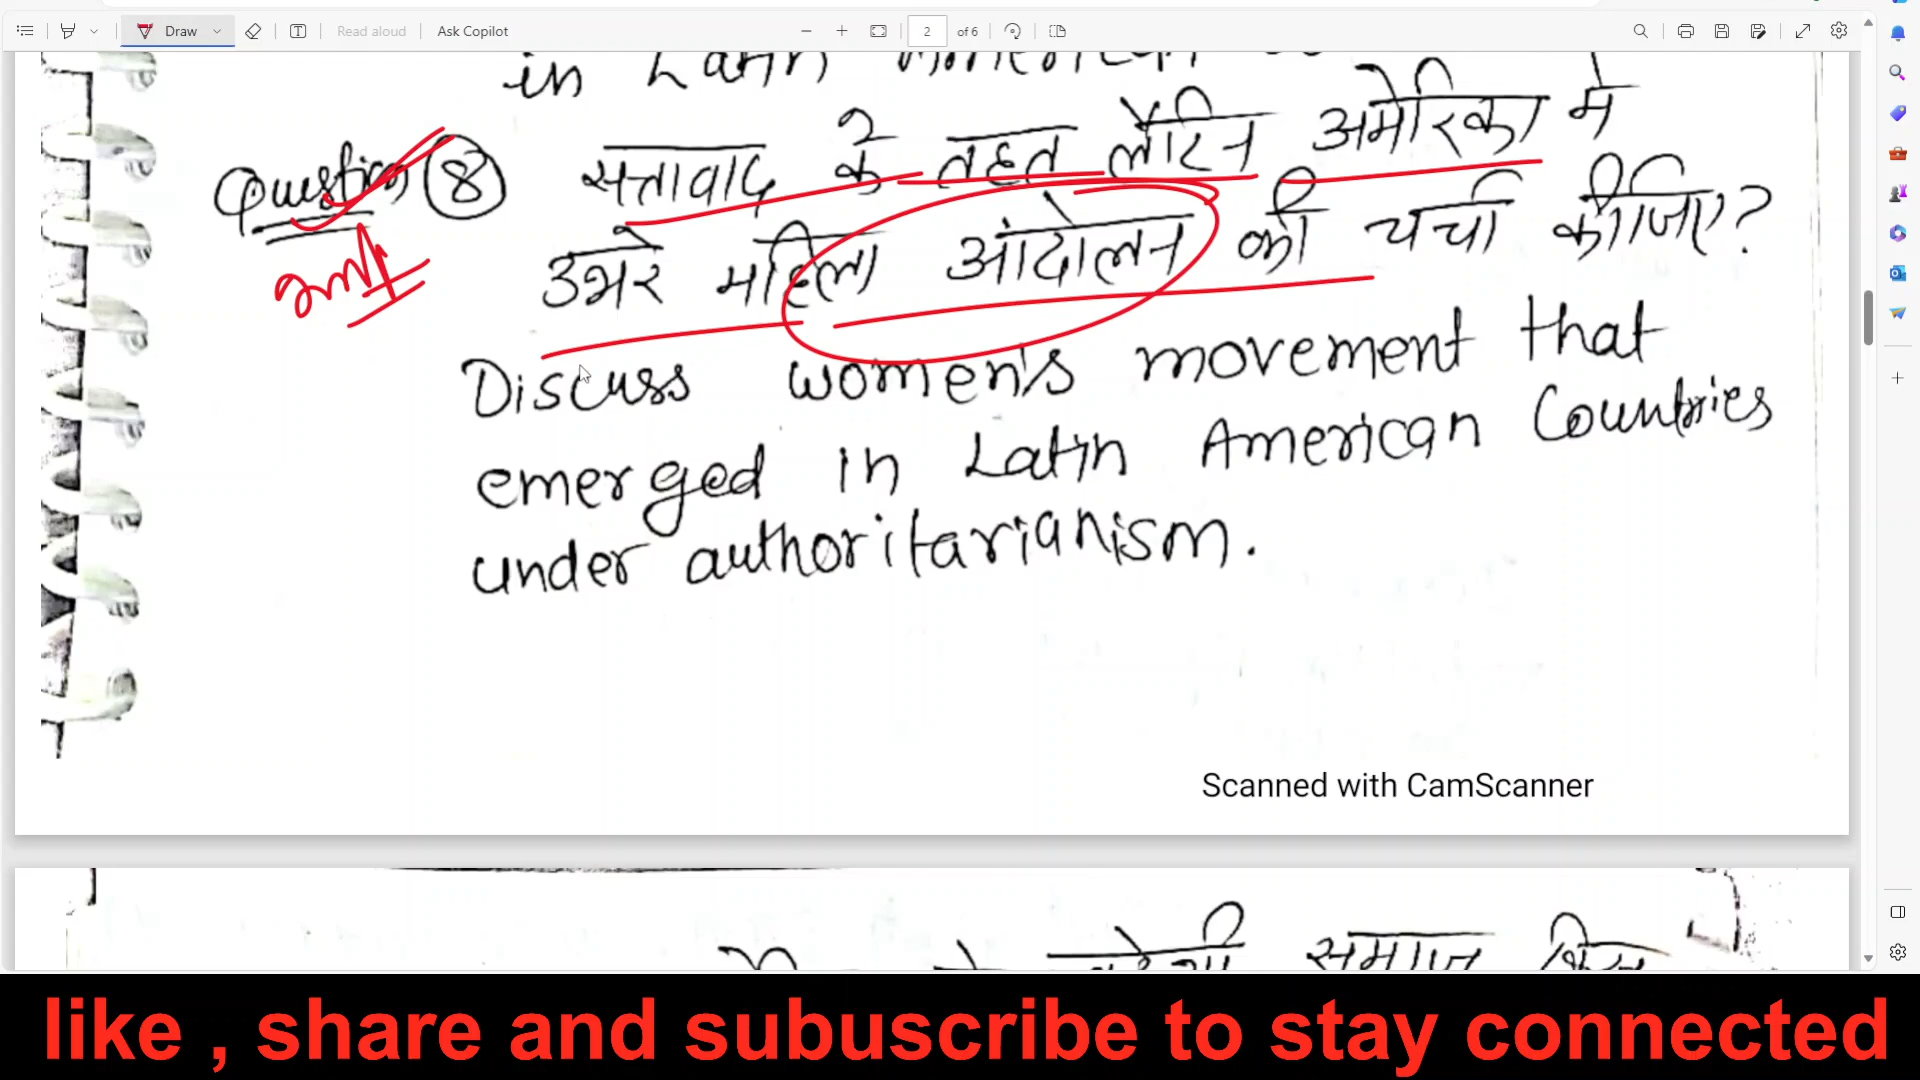 Draw
Read aloud
Ask Copilot
2
of 6
in Latin
Question 8 सत्तावाद के तहत लैटिन अमेरिका मे
उभरे महिला आंदोलन की चर्चा कीजिए?
Discuss women's movement that
emerged in Latin American Countries
under authoritarianism.
Scanned with CamScanner
समाज
like , share and subuscribe to stay connected